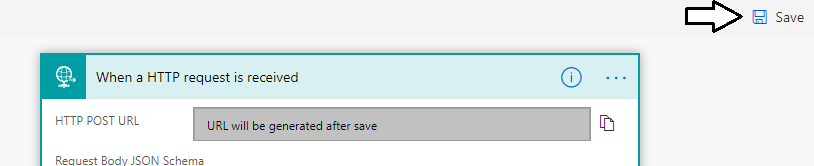 Save
When a HTTP request is received
HTTP POST URL
URL will be generated after save
Request Body JSON Schema